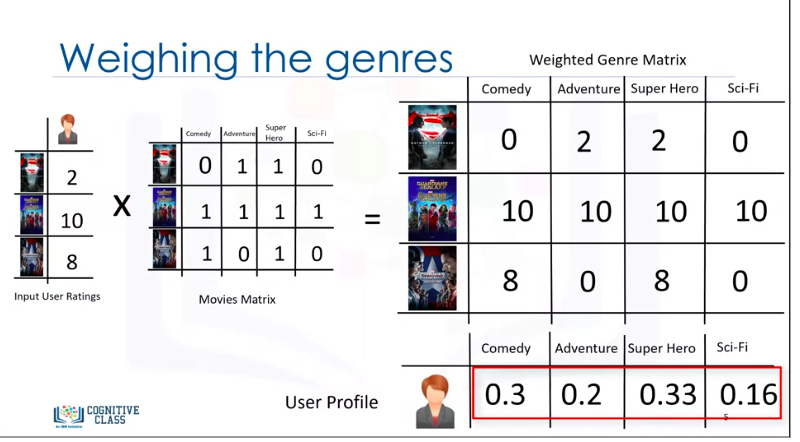 Weighing the genres
Weighted Genre Matrix
Comedy Adventure Super Hero Sci-Fi
0 2 2 0
10 10 10 10
8 0 8 0
2
10
8
Input User Ratings
X
Comedy Adventure Super Hero Sci-Fi
0 1 1 0
1 1 1 1
1 0 1 0
Movies Matrix
=
Comedy Adventure Super Hero Sci-Fi
User Profile
0.3 0.2 0.33 0.16
5
COGNITIVE
CLASS